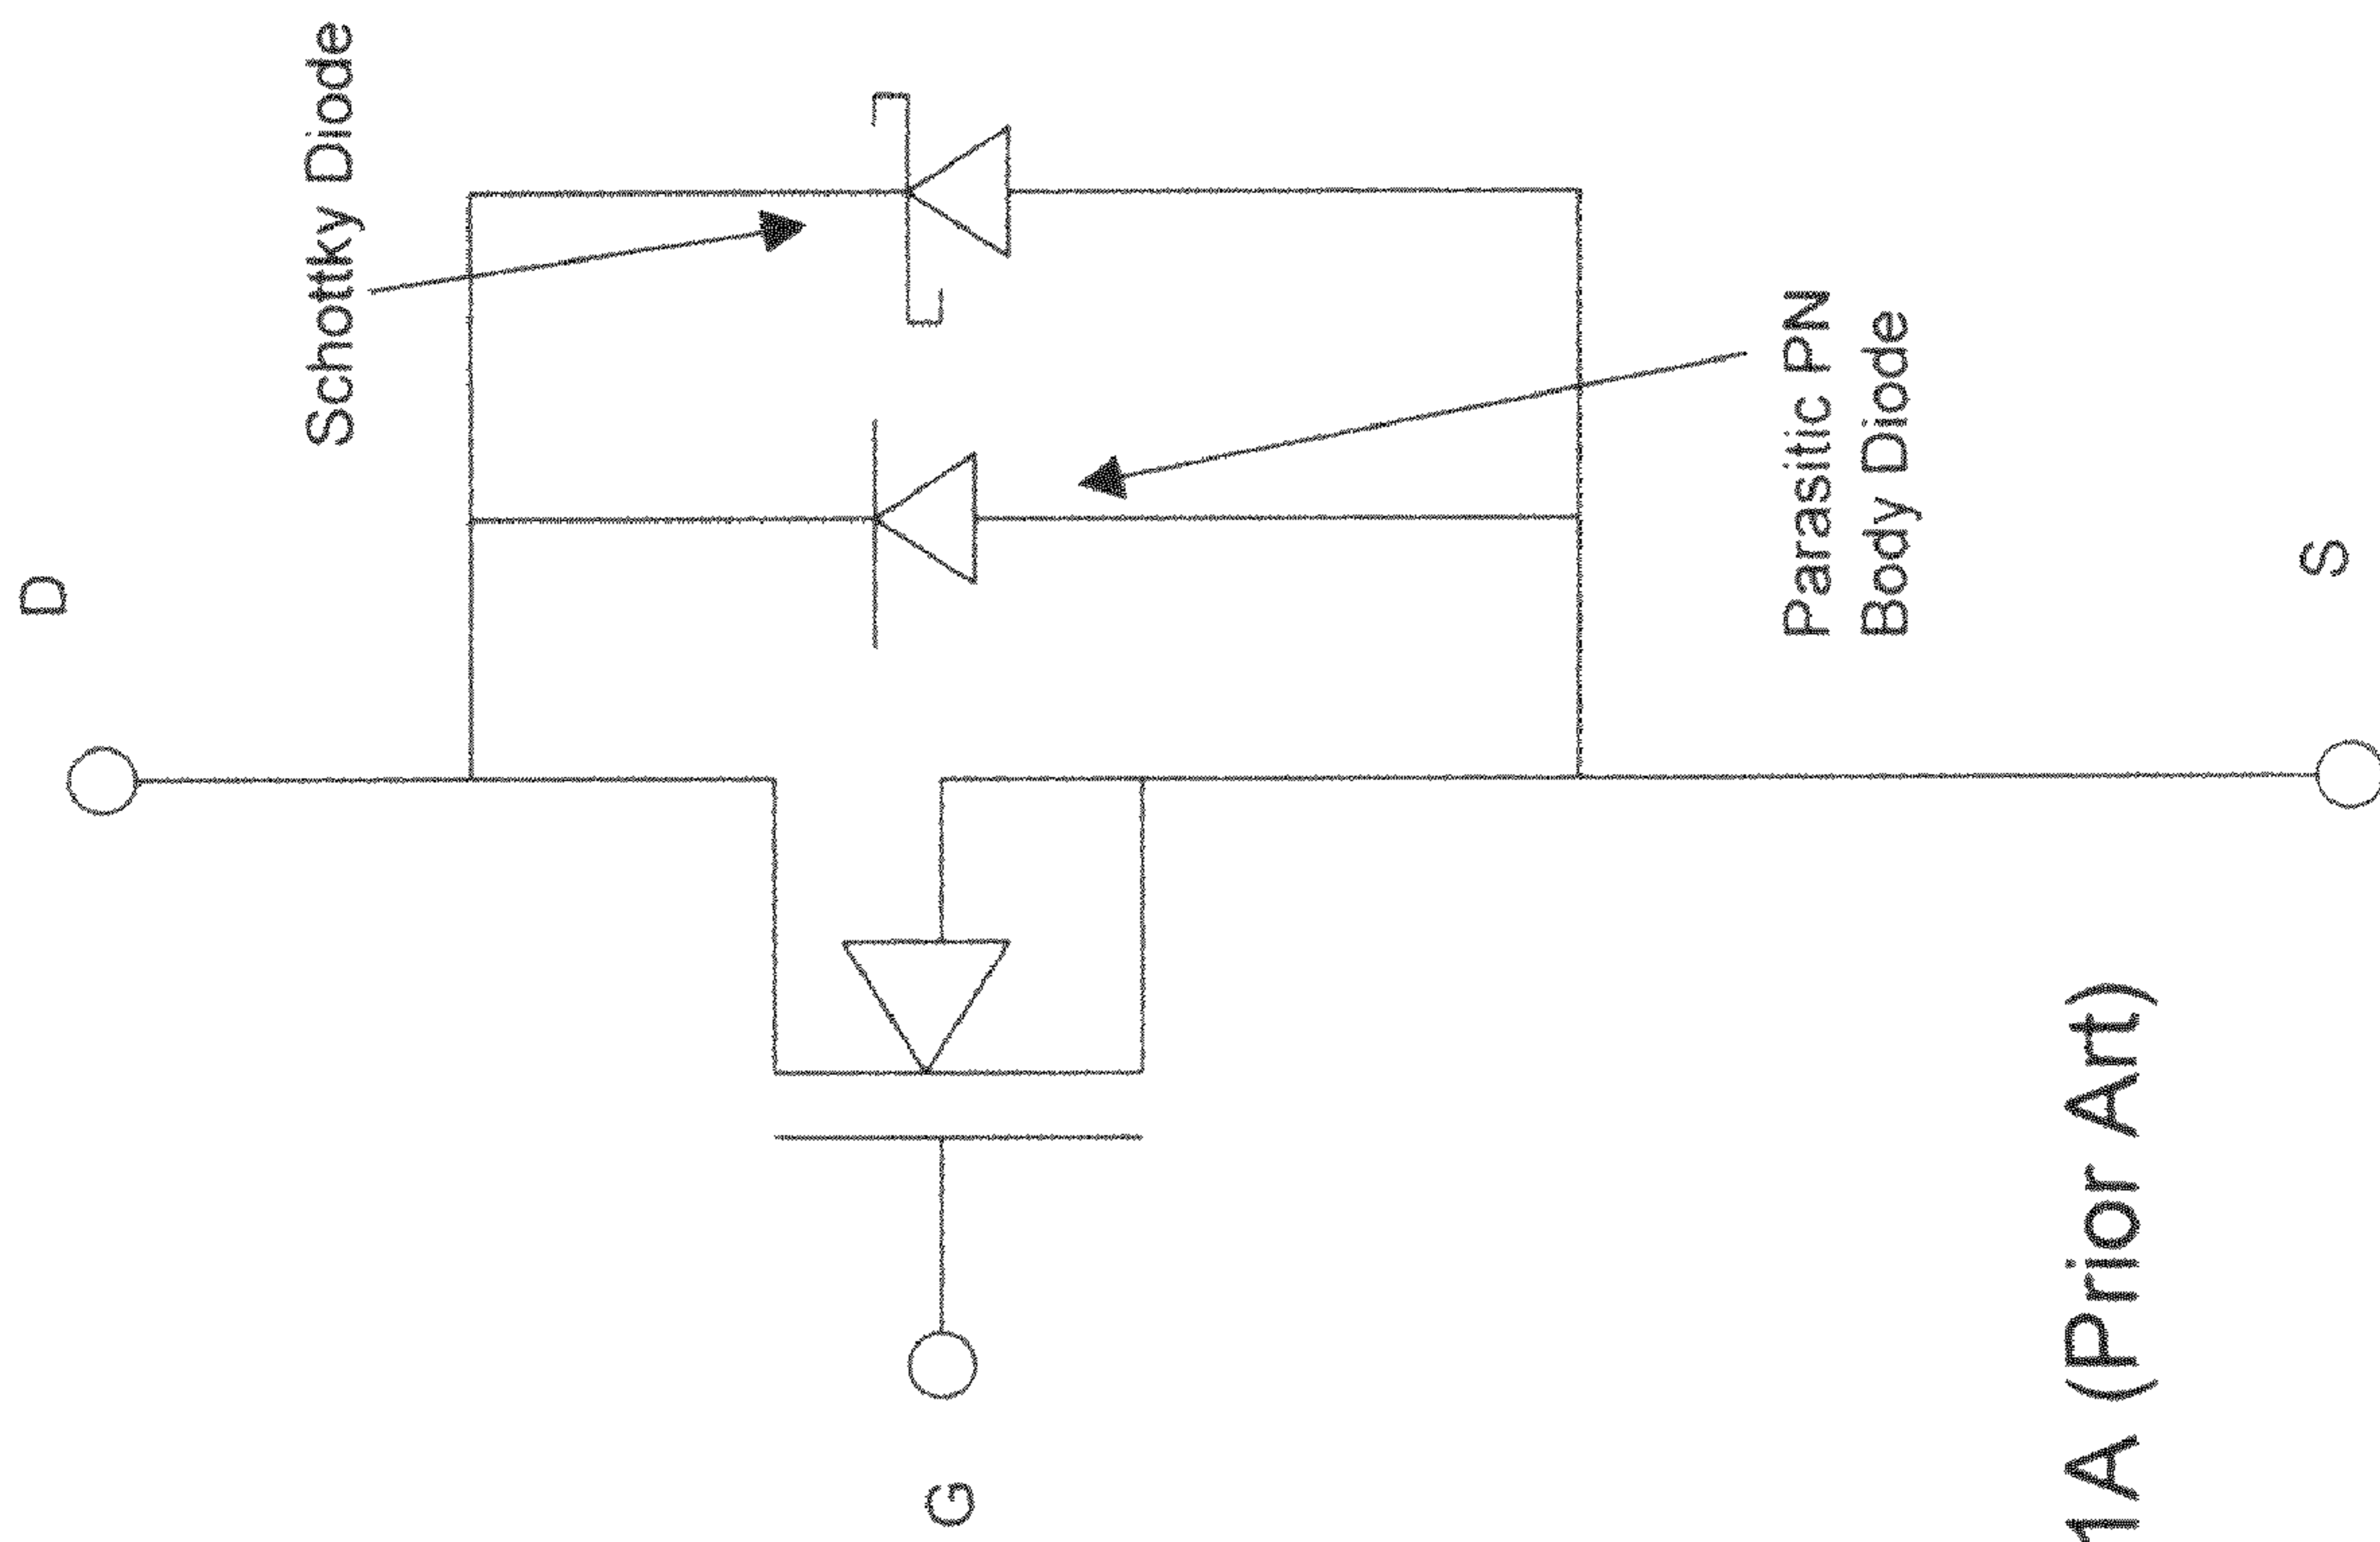 D
Schottky Diode
G
Parasitic PN
Body Diode
S
1A (Prior Art)